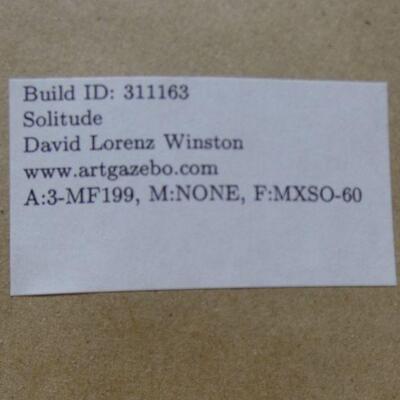 Build ID: 311163
Solitude
David Lorenz Winston
www.artgazebo.com
A:3-MF199, M:NONE, F:MXSO-60